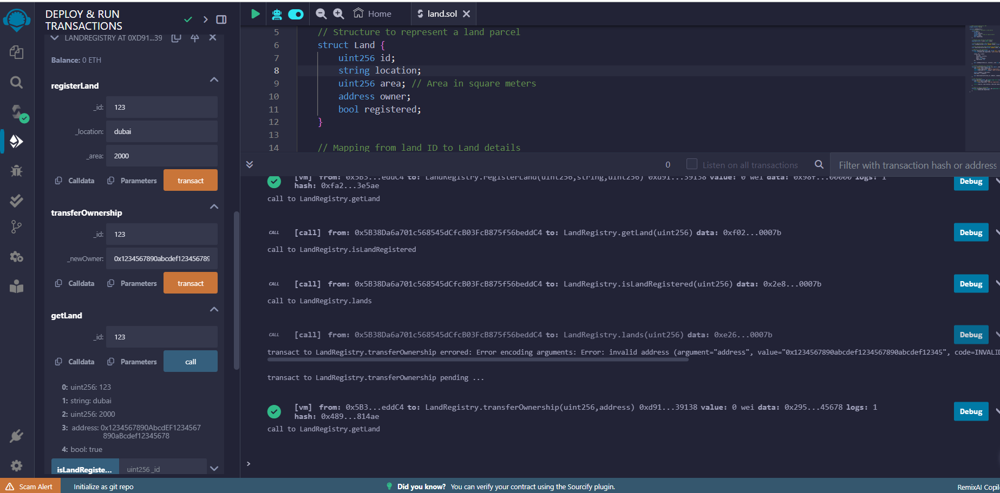 DEPLOY & RUN
TRANSACTIONS
LANDREGISTRY AT 0XD91...39
Balance: 0 ETH
registerLand
_id: 123
_location: dubai
_area: 2000
Calldata Parameters transact
transferOwnership
_id: 123
_newOwner: 0x1234567890abcdef123456789
Calldata Parameters transact
getLand
_id: 123
Calldata Parameters call
0: uint256: 123
1: string: dubai
2: uint256: 2000
3: address: 0x1234567890AbcdEF1234567
890aBcdef12345678
4: bool: true
isLandRegiste... uint256 _id
Home land.sol
5 // Structure to represent a land parcel
6 struct Land {
7 uint256 id;
8 string location;
9 uint256 area; // Area in square meters
10 address owner;
11 bool registered;
12 }
13
14 // Mapping from land ID to Land details
0 Listen on all transactions Filter with transaction hash or address
[vm] from: 0x5B3...eddC4 to: LandRegistry.registerLand(uint256,string,uint256) 0xd91...39138 value: 0 wei data: 0x98f...00000 logs: 1
hash: 0xfa2...3e5ae
Debug
call to LandRegistry.getLand
CALL [call] from: 0x5B38Da6a701c568545dCfcB03FcB875f56beddC4 to: LandRegistry.getLand(uint256) data: 0xf02...0007b
Debug
call to LandRegistry.isLandRegistered
CALL [call] from: 0x5B38Da6a701c568545dCfcB03FcB875f56beddC4 to: LandRegistry.isLandRegistered(uint256) data: 0x2e8...0007b
Debug
call to LandRegistry.lands
CALL [call] from: 0x5B38Da6a701c568545dCfcB03FcB875f56beddC4 to: LandRegistry.lands(uint256) data: 0xe26...0007b
Debug
transact to LandRegistry.transferOwnership errored: Error encoding arguments: Error: invalid address (argument="address", value="0x1234567890abcdef1234567890abcdef12345", code=INVALI
transact to LandRegistry.transferOwnership pending ...
[vm] from: 0x5B3...eddC4 to: LandRegistry.transferOwnership(uint256,address) 0xd91...39138 value: 0 wei data: 0x295...45678 logs: 1
hash: 0x489...814ae
Debug
call to LandRegistry.getLand
>
Scam Alert Initialize as git repo Did you know? You can verify your contract using the Sourcify plugin. RemixAI Copil